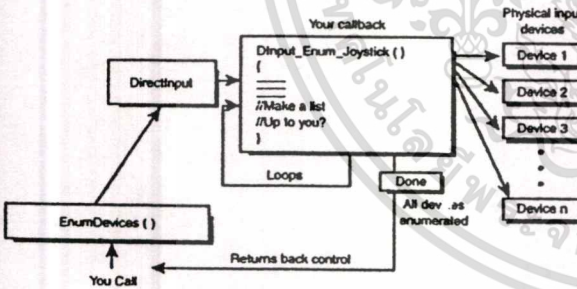 Your callback
Physical input
devices
DInput_Enum_Joystick ( )
{
//Make a list
//Up to you?
}
DirectInput
Device 1
Device 2
Device 3
Device n
Loops
Done
All dev .es
enumerated
EnumDevices ( )
Returns back control
You Call